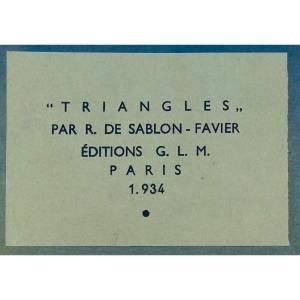 "TRIANGLES„
PAR R. DE SABLON-FAVIER
ÉDITIONS G. L. M.
PARIS
1.934